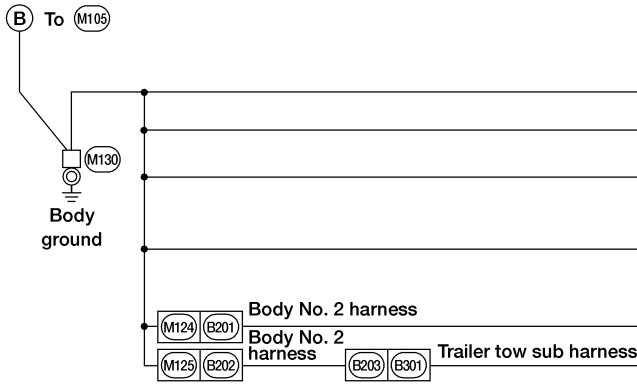 B To M105
M130
Body
ground
M124 B201 Body No. 2 harness
Body No. 2
harness
M125 B202 B203 B301 Trailer tow sub harness